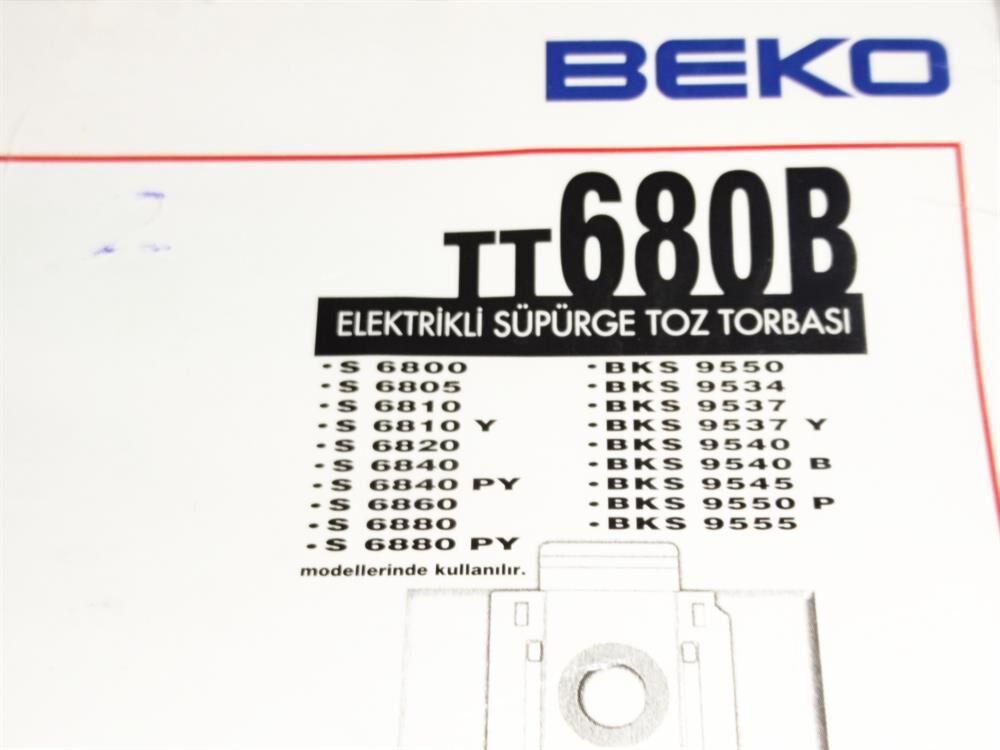 BEKO
TT680B
ELEKTRİKLİ SÜPÜRGE TOZ TORBASI
• S 6800
• S 6805
• S 6810
• S 6810 Y
• S 6820
• S 6840
• S 6840 PY
• S 6860
• S 6880
• S 6880 PY
• BKS 9550
• BKS 9534
• BKS 9537
• BKS 9537 Y
• BKS 9540
• BKS 9540 B
• BKS 9545
• BKS 9550 P
• BKS 9555
modellerinde kullanılır.